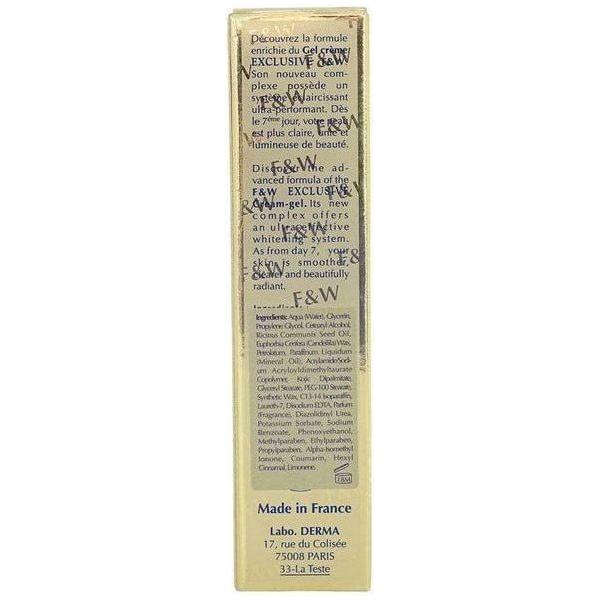 Découvrez la formule
enrichie du Gel crème
EXCLUSIVE F&W
Son nouveau com-
plexe possède un
système éclaircissant
ultra-performant. Dès
le 7ème jour, votre peau
est plus claire, unie et
lumineuse de beauté.
Discover the ad-
vanced formula of the
F&W EXCLUSIVE
Cream-gel. Its new
complex offers
an ultra-effective
whitening system.
As from day 7, your
skin is smoother,
clearer and beautifully
radiant.
F&W
F&W
F&W
F&W
F&W
F&W
F&W
F&W
Ingredients: Aqua (Water), Glycerin,
Propylene Glycol, Cetearyl Alcohol,
Ricinus Communis Seed Oil,
Euphorbia Cerifera (Candelilla) Wax,
Petrolatum, Paraffinum Liquidum
(Mineral Oil), Acrylamide/Sodi-
um Acryloyldimethyltaurate
Copolymer, Kojic Dipalmitate,
Glyceryl Stearate, PEG-100 Stearate,
Synthetic Wax, C13-14 Isoparaffin,
Laureth-7, Disodium EDTA, Parfum
(Fragrance), Diazolidinyl Urea,
Potassium Sorbate, Sodium
Benzoate, Phenoxyethanol,
Methylparaben, Ethylparaben,
Propylparaben, Alpha-Isomethyl
Ionone, Coumarin, Hexyl
Cinnamal, Limonene.
18M
Made in France
Labo. DERMA
17, rue du Colisée
75008 PARIS
33-La Teste